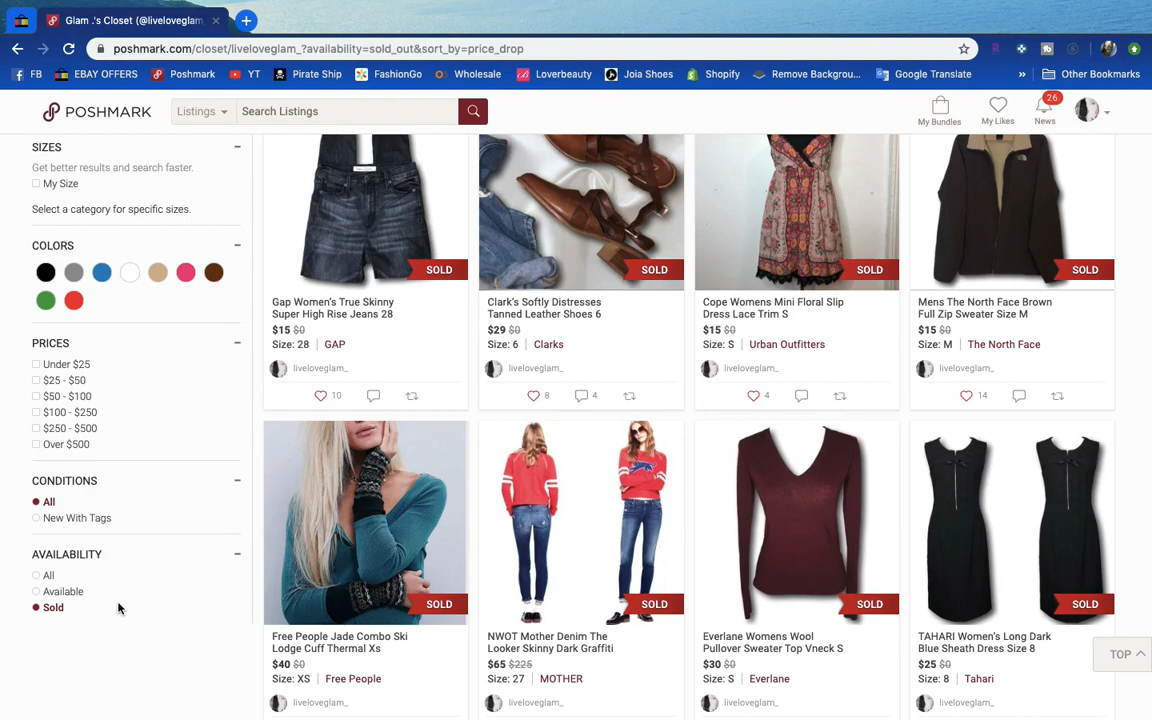 Glam .'s Closet (@liveloveglam_
poshmark.com/closet/liveloveglam_?availability=sold_out&sort_by=price_drop
FB
EBAY OFFERS
Poshmark
YT
Pirate Ship
FashionGo
Wholesale
Loverbeauty
Joia Shoes
Shopify
Remove Backgrou...
Google Translate
»
Other Bookmarks
POSHMARK
Listings
Search Listings
My Bundles
My Likes
26
News
SIZES
Get better results and search faster.
My Size
Select a category for specific sizes.
COLORS
PRICES
Under $25
$25 - $50
$50 - $100
$100 - $250
$250 - $500
Over $500
CONDITIONS
All
New With Tags
AVAILABILITY
All
Available
Sold
SOLD
Gap Women's True Skinny
Super High Rise Jeans 28
$15 $0
Size: 28 | GAP
liveloveglam_
10
SOLD
Clark's Softly Distresses
Tanned Leather Shoes 6
$29 $0
Size: 6 | Clarks
liveloveglam_
8 4
SOLD
Cope Womens Mini Floral Slip
Dress Lace Trim S
$15 $0
Size: S | Urban Outfitters
liveloveglam_
4
SOLD
Mens The North Face Brown
Full Zip Sweater Size M
$15 $0
Size: M | The North Face
liveloveglam_
14
SOLD
Free People Jade Combo Ski
Lodge Cuff Thermal Xs
$40 $0
Size: XS | Free People
liveloveglam_
SOLD
NWOT Mother Denim The
Looker Skinny Dark Graffiti
$65 $225
Size: 27 | MOTHER
liveloveglam_
SOLD
Everlane Womens Wool
Pullover Sweater Top Vneck S
$30 $0
Size: S | Everlane
liveloveglam_
SOLD
TAHARI Women's Long Dark
Blue Sheath Dress Size 8
$25 $0
Size: 8 | Tahari
liveloveglam_
TOP